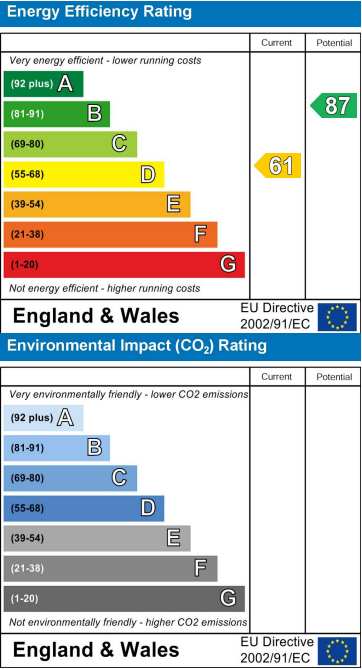 Energy Efficiency Rating
Current Potential
Very energy efficient - lower running costs
(92 plus) A
(81-91) B
(69-80) C
(55-68) D
(39-54) E
(21-38) F
(1-20) G
61
87
Not energy efficient - higher running costs
England & Wales
EU Directive
2002/91/EC
Environmental Impact (CO₂) Rating
Current Potential
Very environmentally friendly - lower CO2 emissions
(92 plus) A
(81-91) B
(69-80) C
(55-68) D
(39-54) E
(21-38) F
(1-20) G
Not environmentally friendly - higher CO2 emissions
England & Wales
EU Directive
2002/91/EC